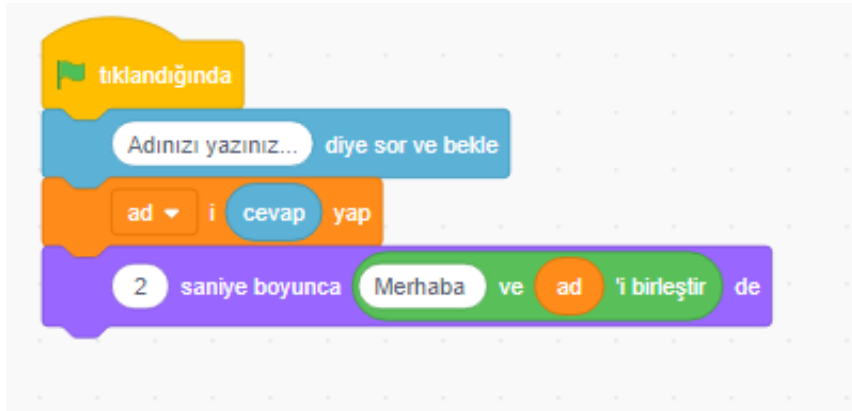 tıklandığında
Adınızı yazınız... diye sor ve bekle
ad i cevap yap
2 saniye boyunca Merhaba ve ad 'i birleştir de